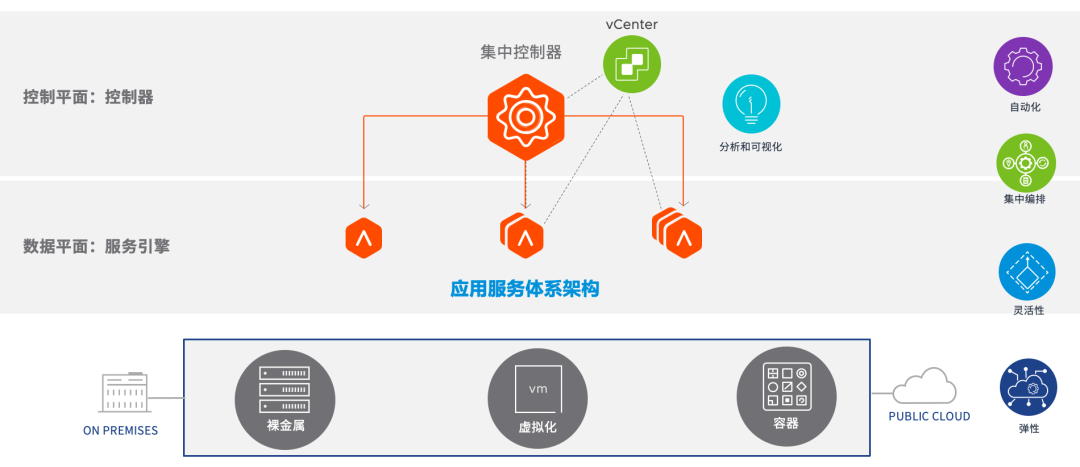 vCenter
集中控制器
控制平面：控制器
自动化
分析和可视化
集中编排
数据平面：服务引擎
应用服务体系架构
灵活性
vm
裸金属
虚拟化
容器
ON PREMISES
PUBLIC CLOUD
弹性